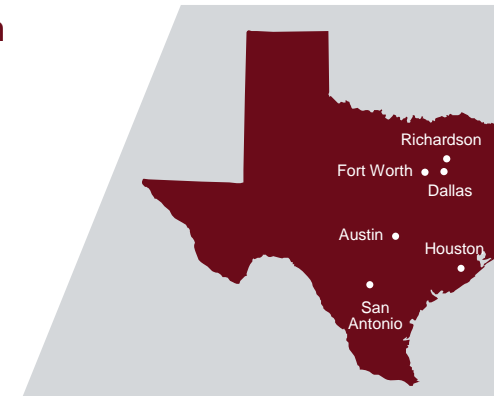 Richardson
Fort Worth
Dallas
Austin
Houston
San
Antonio